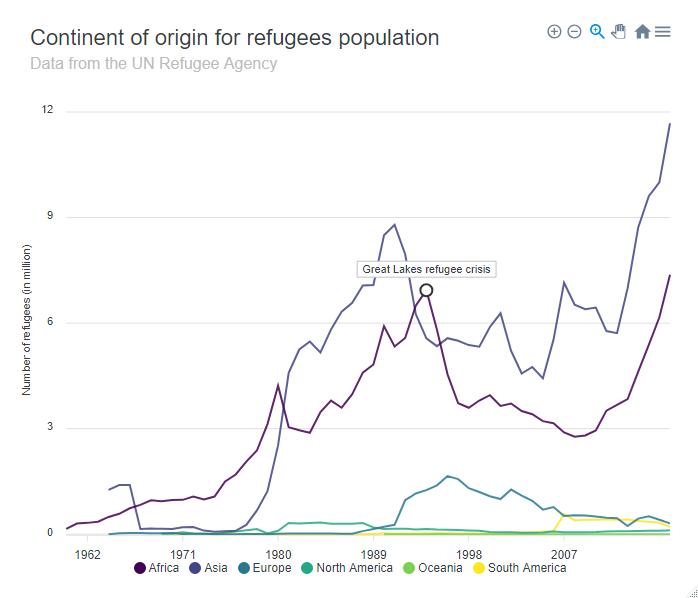 Continent of origin for refugees population
Data from the UN Refugee Agency
12
9
6
3
0
Number of refugees (in million)
Great Lakes refugee crisis
1962 1971 1980 1989 1998 2007
Africa Asia Europe North America Oceania South America